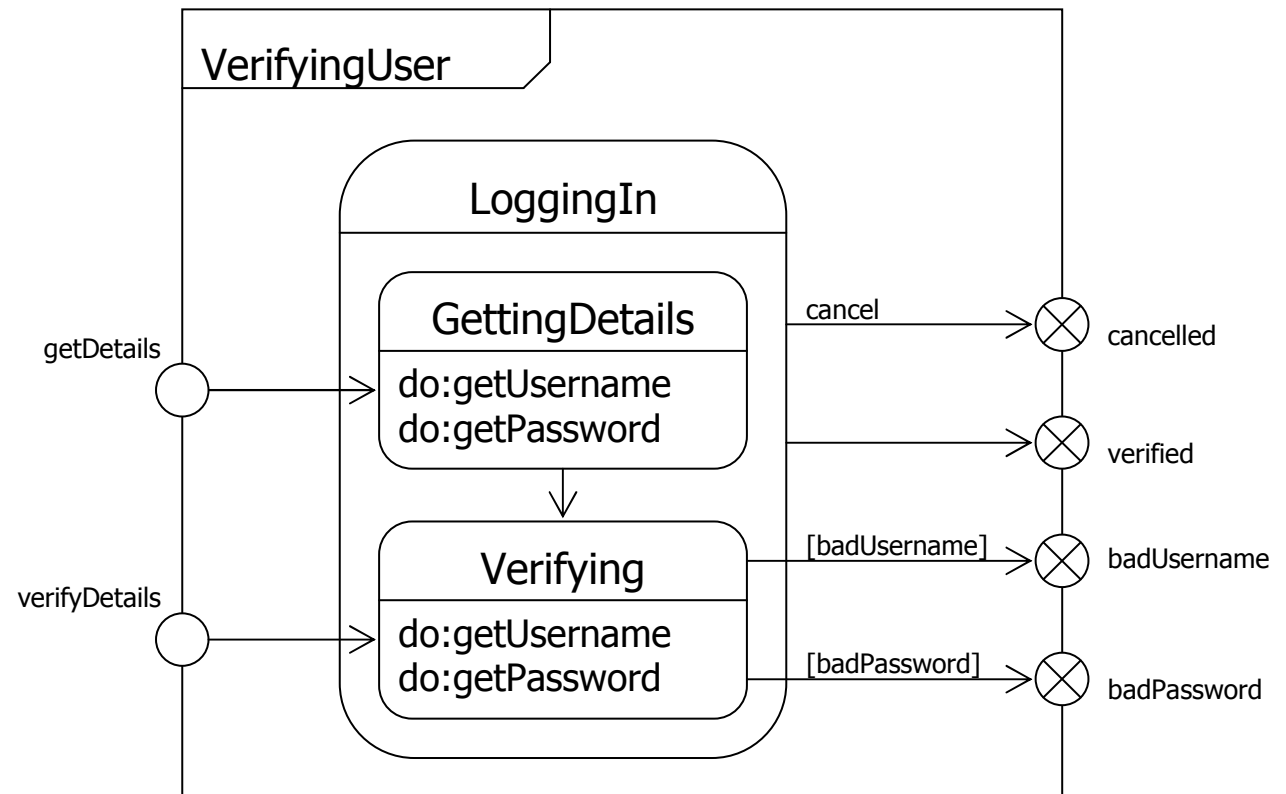 VerifyingUser
LoggingIn
GettingDetails
do:getUsername
do:getPassword
cancel
cancelled
getDetails
verified
Verifying
do:getUsername
do:getPassword
[badUsername]
badUsername
verifyDetails
[badPassword]
badPassword